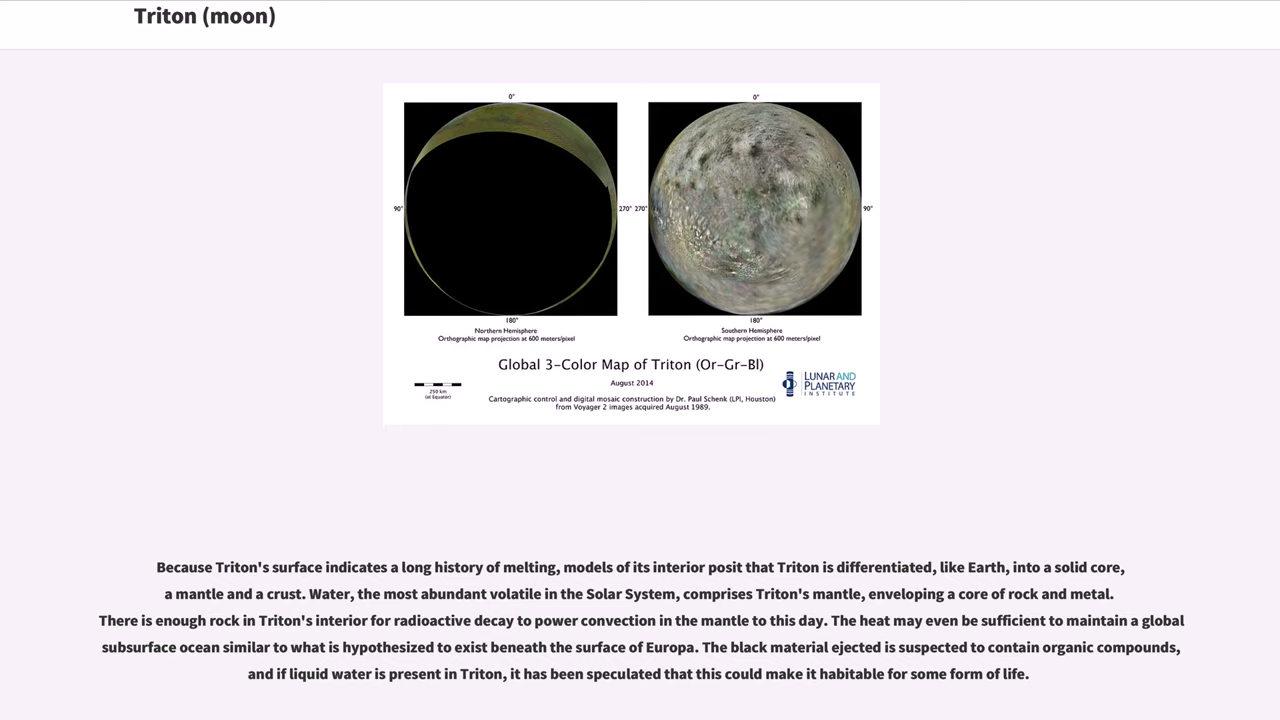 Triton (moon)
0°
0°
90°
270°
270°
90°
180°
180°
Northern Hemisphere
Orthographic map projection at 600 meters/pixel
Southern Hemisphere
Orthographic map projection at 600 meters/pixel
Global 3-Color Map of Triton (Or-Gr-Bl)
August 2014
250 km
(at Equator)
Cartographic control and digital mosaic construction by Dr. Paul Schenk (LPI, Houston)
from Voyager 2 images acquired August 1989.
LUNAR AND
PLANETARY
INSTITUTE
Because Triton's surface indicates a long history of melting, models of its interior posit that Triton is differentiated, like Earth, into a solid core,
a mantle and a crust. Water, the most abundant volatile in the Solar System, comprises Triton's mantle, enveloping a core of rock and metal.
There is enough rock in Triton's interior for radioactive decay to power convection in the mantle to this day. The heat may even be sufficient to maintain a global
subsurface ocean similar to what is hypothesized to exist beneath the surface of Europa. The black material ejected is suspected to contain organic compounds,
and if liquid water is present in Triton, it has been speculated that this could make it habitable for some form of life.